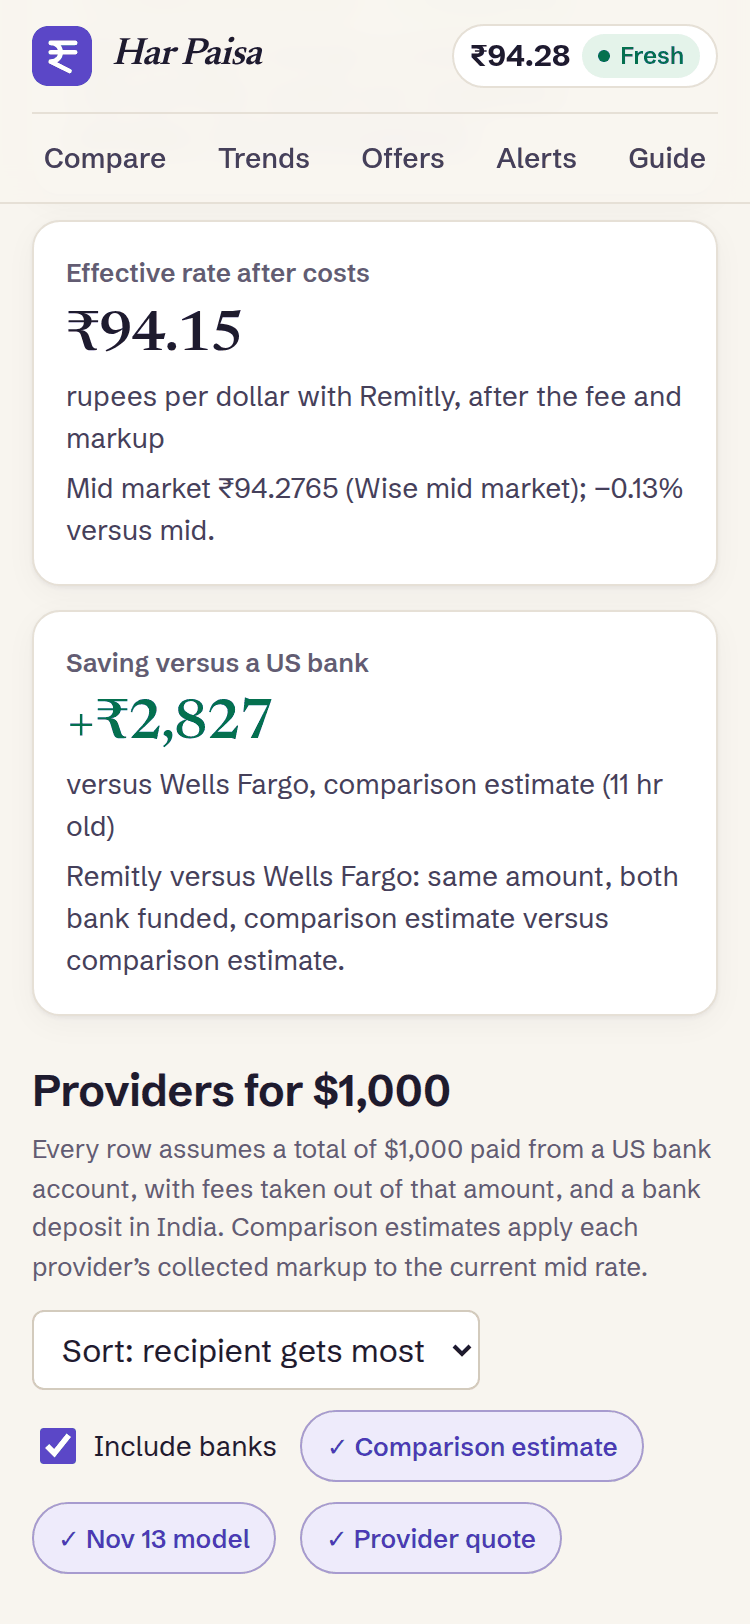 Har Paisa
₹94.28 Fresh
Compare Trends Offers Alerts Guide
Effective rate after costs
₹94.15
rupees per dollar with Remitly, after the fee and
markup
Mid market ₹94.2765 (Wise mid market); −0.13%
versus mid.
Saving versus a US bank
+₹2,827
versus Wells Fargo, comparison estimate (11 hr
old)
Remitly versus Wells Fargo: same amount, both
bank funded, comparison estimate versus
comparison estimate.
Providers for $1,000
Every row assumes a total of $1,000 paid from a US bank
account, with fees taken out of that amount, and a bank
deposit in India. Comparison estimates apply each
provider’s collected markup to the current mid rate.
Sort: recipient gets most
Include banks ✓ Comparison estimate
✓ Nov 13 model ✓ Provider quote